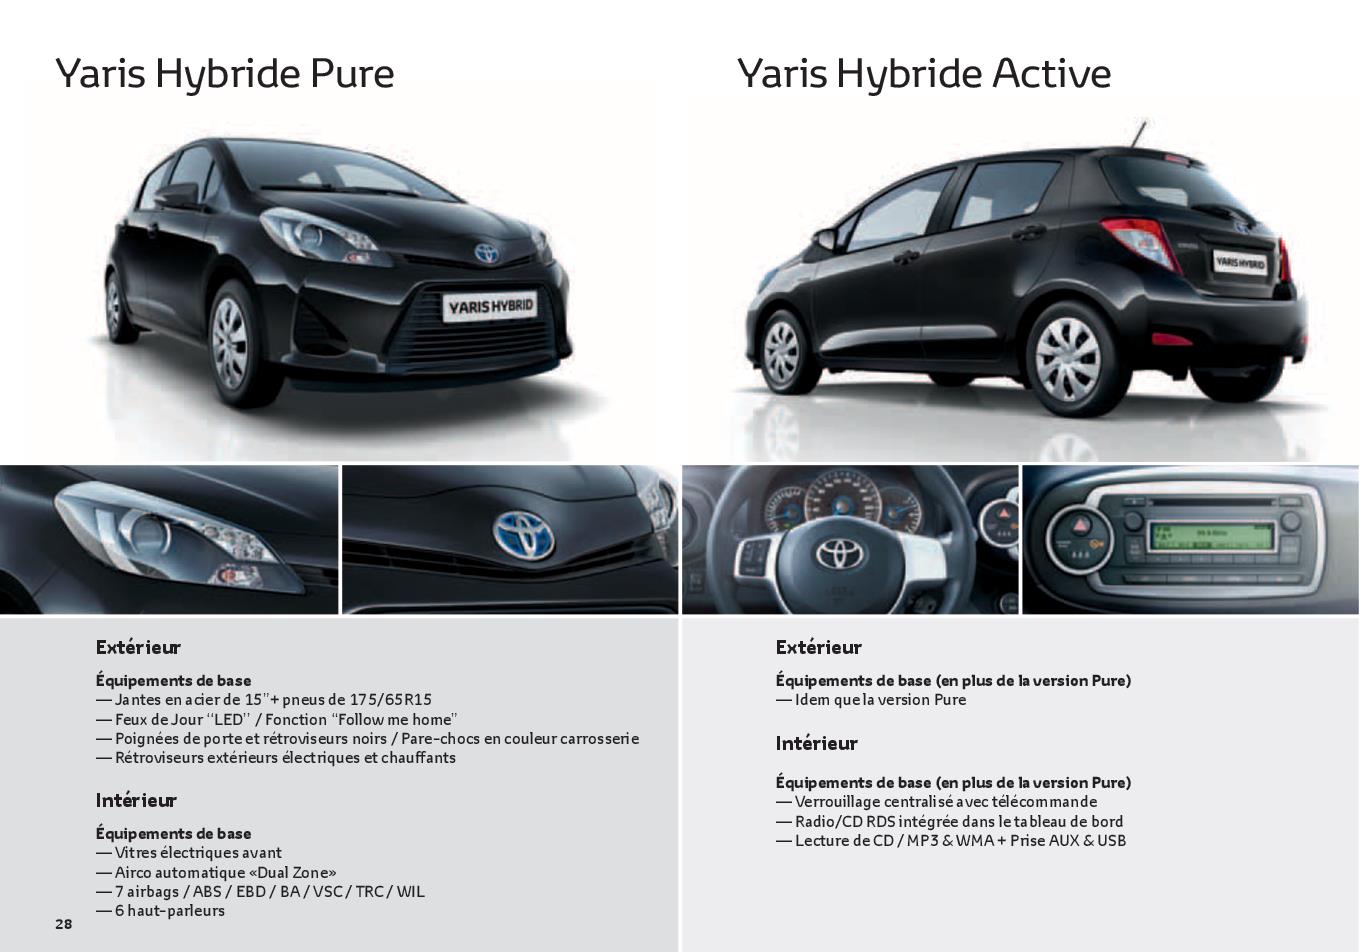 Yaris Hybride Pure
YARIS HYBRID
Extérieur
Équipements de base
— Jantes en acier de 15”+ pneus de 175/65R15
— Feux de Jour “LED” / Fonction “Follow me home”
— Poignées de porte et rétroviseurs noirs / Pare-chocs en couleur carrosserie
— Rétroviseurs extérieurs électriques et chauffants
Intérieur
Équipements de base
— Vitres électriques avant
— Airco automatique «Dual Zone»
— 7 airbags / ABS / EBD / BA / VSC / TRC / WIL
— 6 haut-parleurs
28
Yaris Hybride Active
YARIS HYBRID
Extérieur
Équipements de base (en plus de la version Pure)
— Idem que la version Pure
Intérieur
Équipements de base (en plus de la version Pure)
— Verrouillage centralisé avec télécommande
— Radio/CD RDS intégrée dans le tableau de bord
— Lecture de CD / MP3 & WMA + Prise AUX & USB